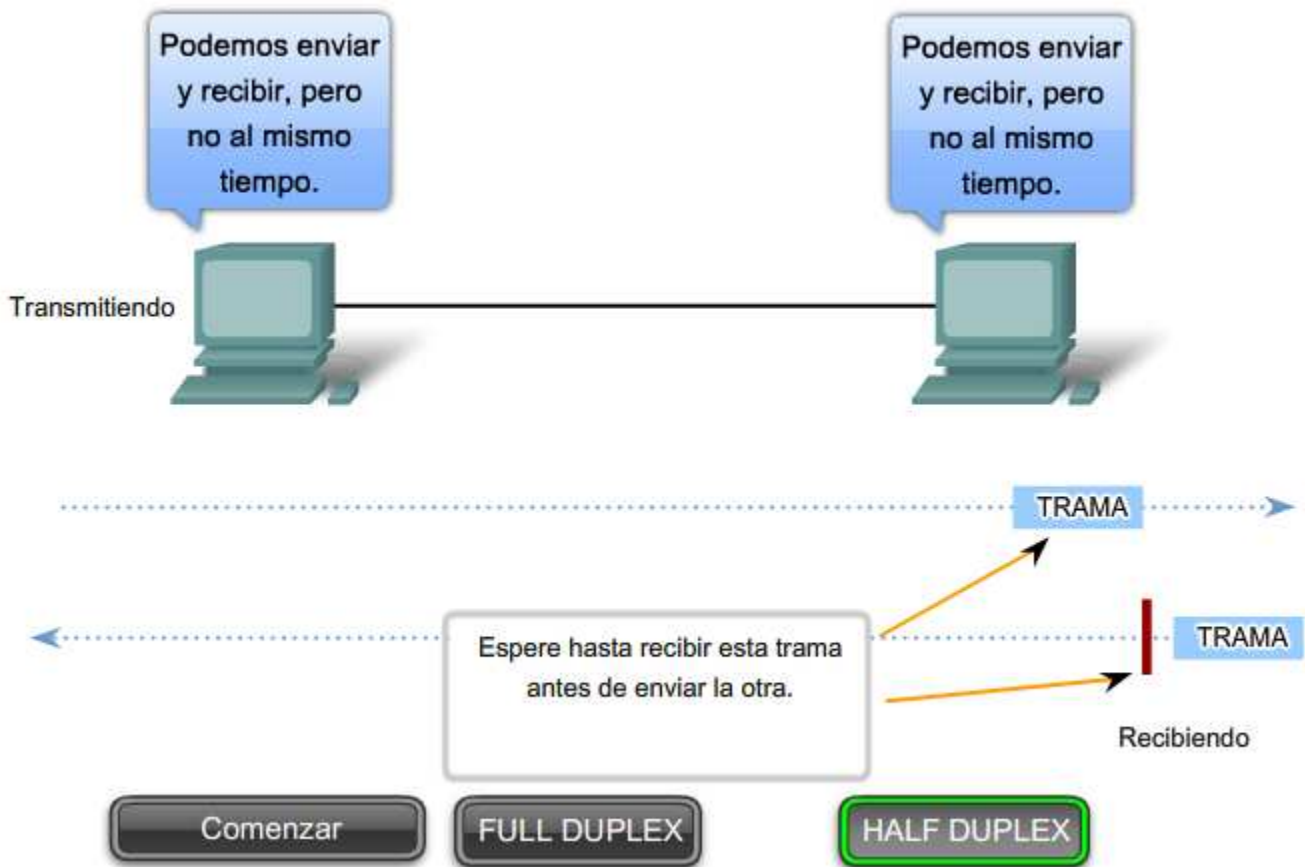 Podemos enviar
y recibir, pero
no al mismo
tiempo.
Podemos enviar
y recibir, pero
no al mismo
tiempo.
Transmitiendo
TRAMA
Espere hasta recibir esta trama
antes de enviar la otra.
TRAMA
Recibiendo
Comenzar
FULL DUPLEX
HALF DUPLEX